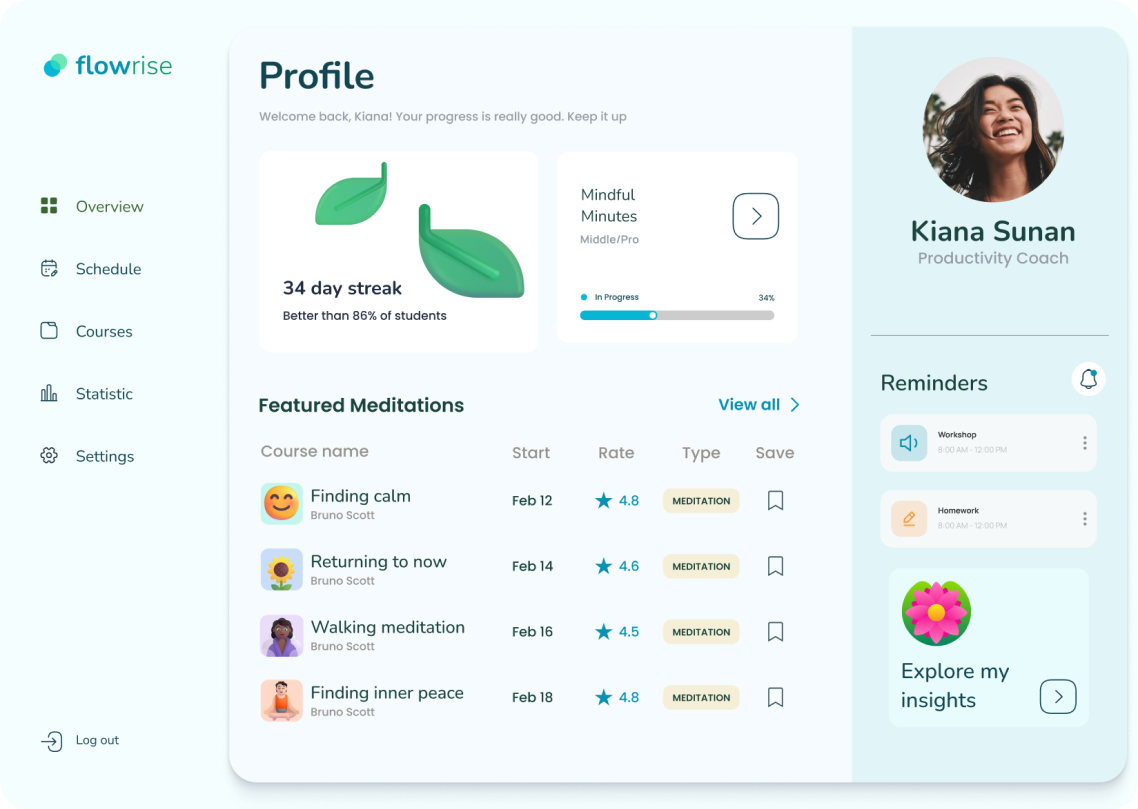 flowrise
Overview
Schedule
Courses
Statistic
Settings
Log out
Profile
Welcome back, Kiana! Your progress is really good. Keep it up
34 day streak
Better than 86% of students
Mindful
Minutes
Middle/Pro
In Progress 34%
Featured Meditations View all
Course name Start Rate Type Save
Finding calm
Bruno Scott
Feb 12 4.8 MEDITATION
Returning to now
Bruno Scott
Feb 14 4.6 MEDITATION
Walking meditation
Bruno Scott
Feb 16 4.5 MEDITATION
Finding inner peace
Bruno Scott
Feb 18 4.8 MEDITATION
Kiana Sunan
Productivity Coach
Reminders
Workshop
8:00 AM - 12:00 PM
Homework
8:00 AM - 12:00 PM
Explore my
insights